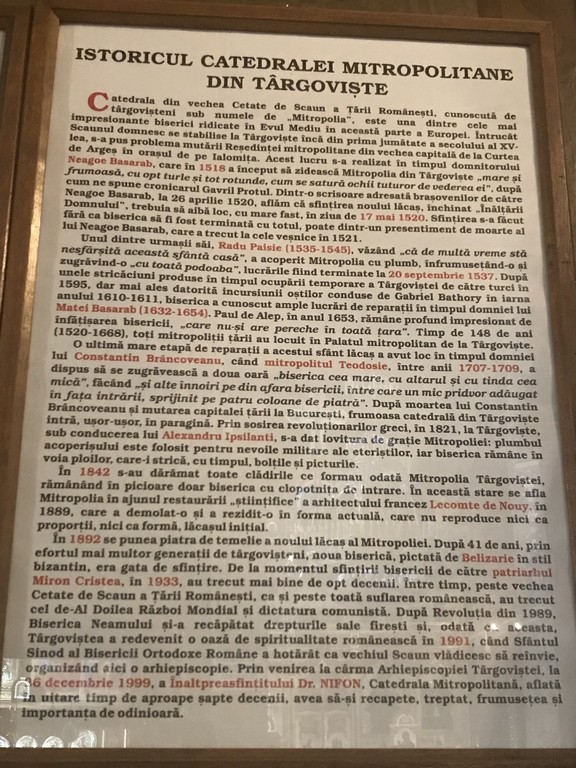 ISTORICUL CATEDRALEI MITROPOLITANE
DIN TÂRGOVIȘTE
Catedrala din vechea Cetate de Scaun a Țării Românești, cunoscută de
târgovișteni sub numele de „Mitropolia”, este una dintre cele mai
impresionante biserici ridicate în Evul Mediu în această parte a Europei. Întrucât
Scaunul domnesc se stabilise la Târgoviște încă din prima jumătate a secolului al XV-
lea, s-a pus problema mutării Reședinței mitropolitane din vechea capitală de la Curtea
de Argeș în orașul de pe Ialomița. Acest lucru s-a realizat în timpul domnitorului
Neagoe Basarab, care în 1518 a început să zidească Mitropolia din Târgoviște „mare și
frumoasă, cu opt turle și tot rotunde, cum se satură ochii tuturor de vederea ei”, după
cum ne spune cronicarul Gavril Protul. Dintr-o scrisoare adresată brașovenilor de către
Neagoe Basarab, la 26 aprilie 1520, aflăm că sfințirea noului lăcaș, închinat „Înălțării
Domnului”, trebuia să aibă loc, cu mare fast, în ziua de 17 mai 1520. Sfințirea s-a făcut
fără ca biserica să fi fost terminată cu totul, poate dintr-un presentiment de moarte al
lui Neagoe Basarab, care a trecut la cele veșnice în 1521.
Unul dintre urmașii săi, Radu Paisie (1535-1545), văzând „că de multă vreme stă
nesfârșită această sfântă casă”, a acoperit Mitropolia cu plumb, înfrumusețând-o și
zugrăvind-o „cu toată podoaba”, lucrările fiind terminate la 20 septembrie 1537. După
unele stricăciuni produse în timpul ocupării temporare a Târgoviștei de către turci în
1595, dar mai ales datorită incursiunii oștilor conduse de Gabriel Bathory în iarna
anului 1610-1611, biserica a cunoscut ample lucrări de reparații în timpul domniei lui
Matei Basarab (1632-1654). Paul de Alep, în anul 1653, rămâne profund impresionat de
înfățișarea bisericii, „care nu-și are pereche în toată țara”. Timp de 148 de ani
(1520-1668), toți mitropoliții țării au locuit în Palatul mitropolitan de la Târgoviște.
O ultimă mare etapă de reparații a acestui sfânt lăcaș a avut loc în timpul domniei
lui Constantin Brâncoveanu, când mitropolitul Teodosie, între anii 1707-1709, a
dispus să se zugrăvească a doua oară „biserica cea mare, cu altarul și cu tinda cea
mică”, făcând „și alte înnoiri pe din afara bisericii, între care un mic pridvor adăugat
în fața intrării, sprijinit pe patru coloane de piatră”. După moartea lui Constantin
Brâncoveanu și mutarea capitalei țării la București, frumoasa catedrală din Târgoviște
intră, ușor-ușor, în paragină. Prin sosirea revoluționarilor greci, în 1821, la Târgoviște,
sub conducerea lui Alexandru Ipsilanti, s-a dat lovitura de grație Mitropoliei: plumbul
acoperișului este folosit pentru nevoile militare ale eteriștilor, iar biserica rămâne în
voia ploilor, care-i strică, cu timpul, bolțile și picturile.
În 1842 s-au dărâmat toate clădirile ce formau odată Mitropolia Târgoviștei,
rămânând în picioare doar biserica cu clopotnița de intrare. În această stare se afla
Mitropolia în ajunul restaurării „științifice” a arhitectului francez Lecomte de Nouy, în
1889, care a demolat-o și a rezidit-o în forma actuală, care nu reproduce nici ca
proporții, nici ca formă, lăcașul inițial.
În 1892 se punea piatra de temelie a noului lăcaș al Mitropoliei. După 41 de ani, prin
efortul mai multor generații de târgovișteni, noua biserică, pictată de Belizarie în stil
bizantin, era gata de sfințire. De la momentul sfințirii bisericii de către patriarhul
Miron Cristea, în 1933, au trecut mai bine de opt decenii. Între timp, peste vechea
Cetate de Scaun a Țării Românești, ca și peste toată suflarea românească, au trecut
cel de-Al Doilea Război Mondial și dictatura comunistă. După Revoluția din 1989,
Biserica Neamului și-a recăpătat drepturile sale firești și, odată cu aceasta,
Târgoviștea a redevenit o oază de spiritualitate românească în 1991, când Sfântul
Sinod al Bisericii Ortodoxe Române a hotărât ca vechiul Scaun vlădicesc să reînvie,
organizând aici o arhiepiscopie. Prin venirea la cârma Arhiepiscopiei Târgoviștei, la
16 decembrie 1999, a Înaltpreasfințitului Dr. NIFON, Catedrala Mitropolitană, aflată
în uitare timp de aproape șapte decenii, avea să-și recapete, treptat, frumusețea și
importanța de odinioară.